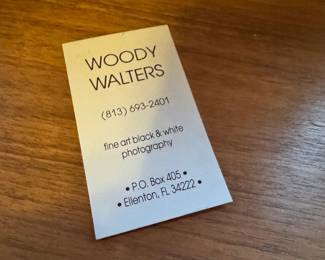 WOODY
WALTERS
(813) 693-2401
fine art black & white
photography
• P.O. Box 405 •
• Ellenton, FL 34222 •